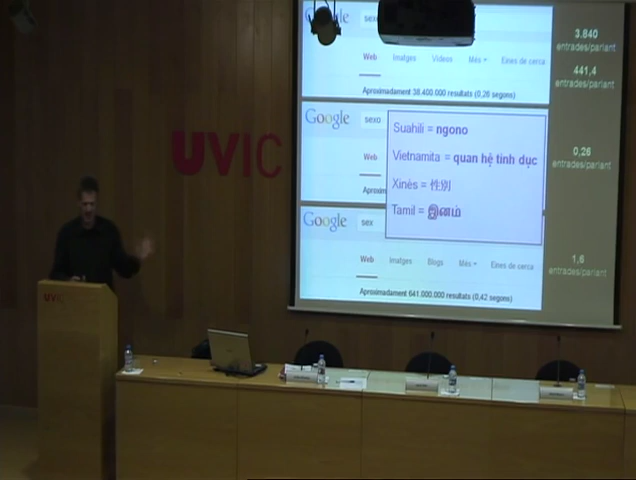 Google
sex
Web Imatges Vídeos Més Eines de cerca
Aproximadament 38.400.000 resultats (0,26 segons)
3.840
entrades/parlant
441,4
entrades/parlant
Google
sexo
Web
Suahili = ngono
Vietnamita = quan hệ tình dục
Xinès = 性別
Tamil = இனம்
0,26
entrades/parlant
Google
sex
Web Imatges Blogs Més Eines de cerca
Aproximadament 641.000.000 resultats (0,42 segons)
1,6
entrades/parlant
UVIC
UVIC